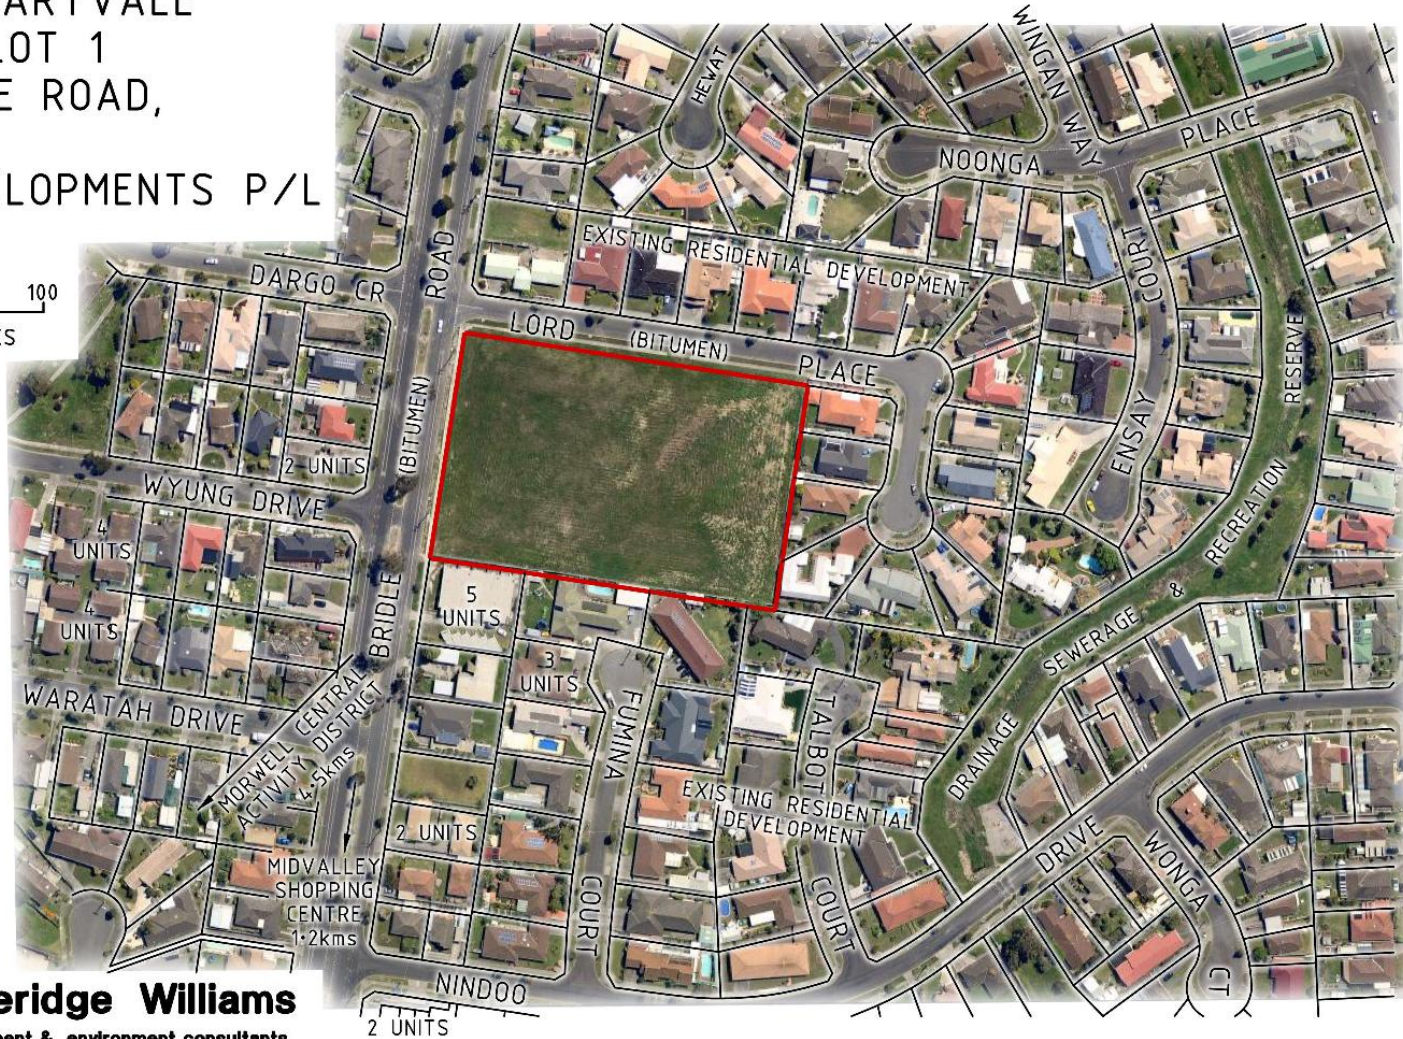 LOT 1
E ROAD,
LOPMENTS P/L
100
HEWAT
WINGAN WAY
NOONGA PLACE
EXISTING RESIDENTIAL DEVELOPMENT
DARGO CR
ROAD
COURT
LORD (BITUMEN) PLACE
(BITUMEN)
RESERVE
2 UNITS
ENSAY
WYUNG DRIVE
4
UNITS
RECREATION
&
4
UNITS
BRIDLE
5
UNITS
SEWERAGE
3
UNITS
WARATAH DRIVE
FUMINA
TALBOT
DRAINAGE
MORWELL CENTRAL
ACTIVITY DISTRICT
4.5kms
EXISTING RESIDENTIAL
DEVELOPMENT
2 UNITS
DRIVE
WONGA
MIDVALLEY
SHOPPING
CENTRE
1.2kms
COURT
COURT
NINDOO
CT
eridge Williams
ent & environment consultants
2 UNITS